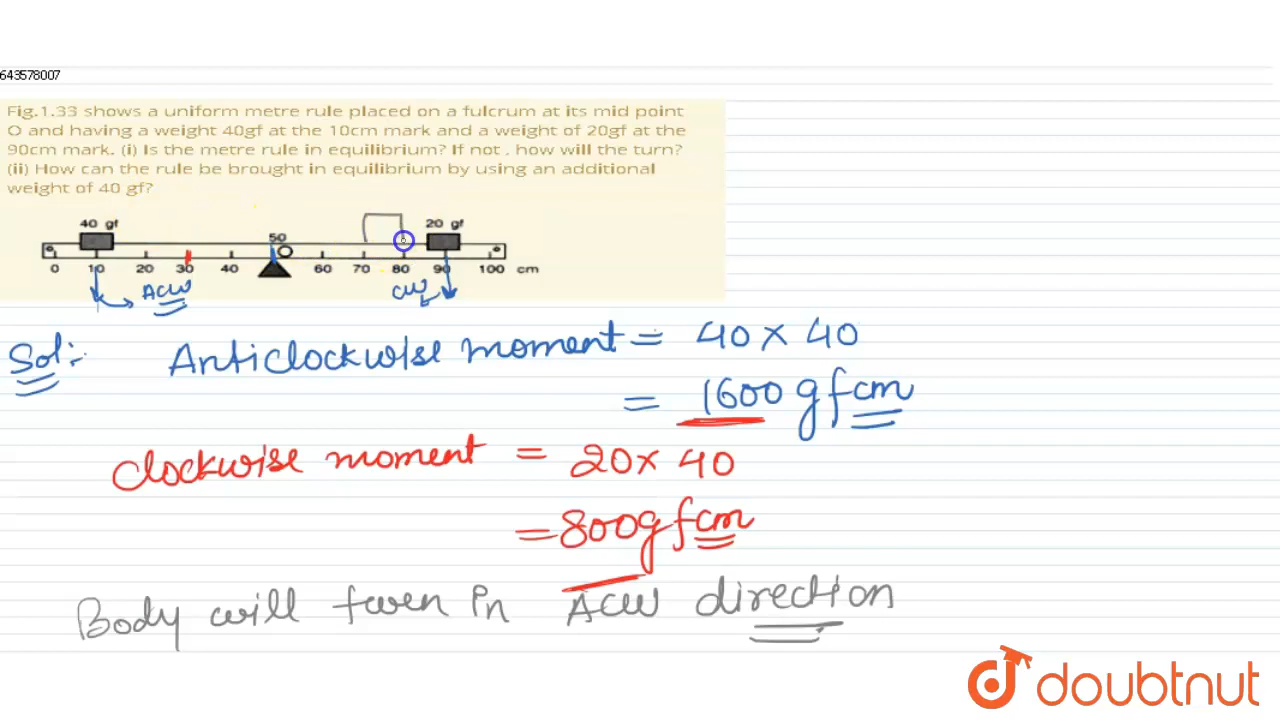 643578007
Fig.1.33 shows a uniform metre rule placed on a fulcrum at its mid point
O and having a weight 40gf at the 10cm mark and a weight of 20gf at the
90cm mark. (i) Is the metre rule in equilibrium? If not . how will the turn?
(ii) How can the rule be brought in equilibrium by using an additional
weight of 40 gf?
40 gf 50 20 gf
0 10 20 30 40 60 70 80 90 100 cm
ACW CW
Sol:- Anticlockwise moment = 40 x 40
= 1600 gf cm
Clockwise moment = 20 x 40
= 800gf cm
Body will turn in ACW direction
doubtnut